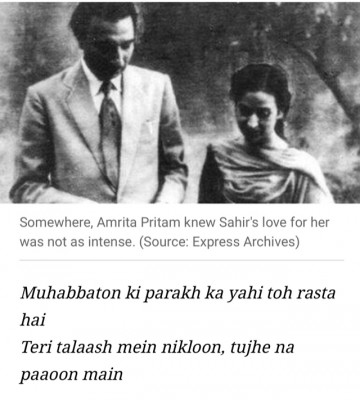 Somewhere, Amrita Pritam knew Sahir's love for her
was not as intense. (Source: Express Archives)
Muhabbaton ki parakh ka yahi toh rasta
hai
Teri talaash mein nikloon, tujhe na
paaoon main